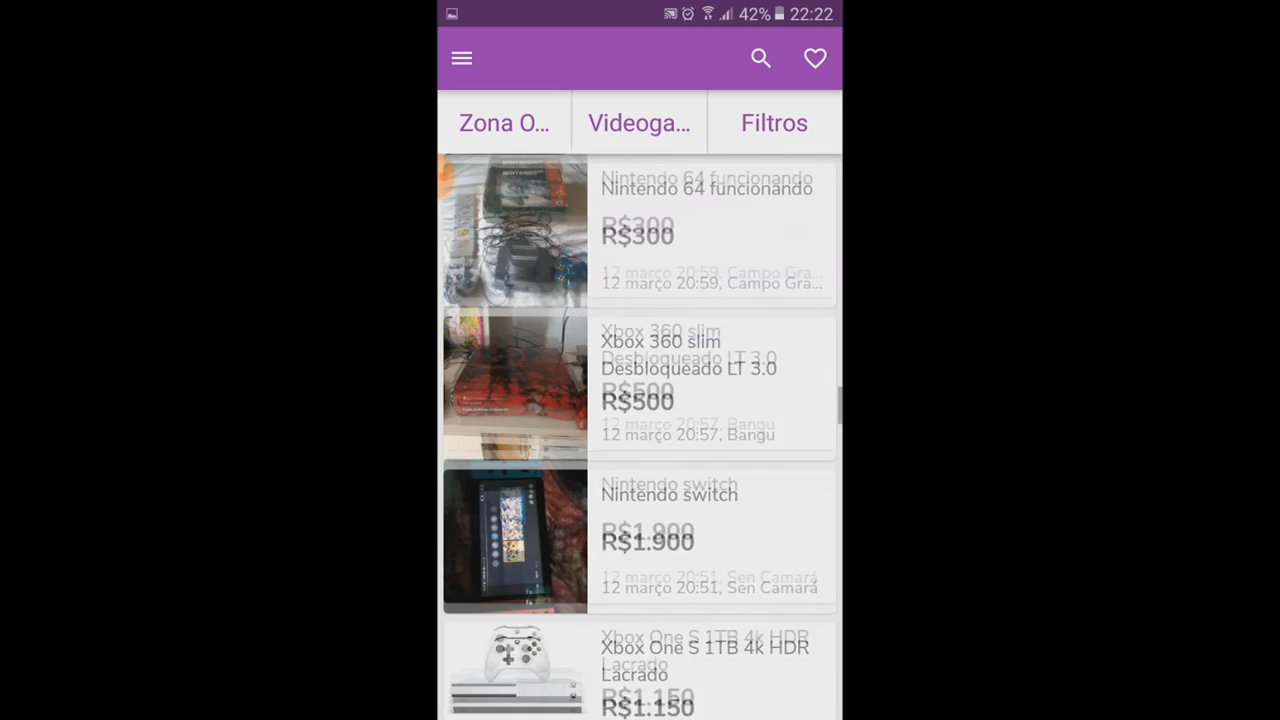 42% 22:22
Zona O... Videoga... Filtros
Nintendo 64 funcionando
R$300
12 março 20:59, Campo Gra...
Xbox 360 slim
Desbloqueado LT 3.0
R$500
12 março 20:57, Bangu
Nintendo switch
R$1.900
12 março 20:51, Sen Camará
Xbox One S 1TB 4k HDR
Lacrado
R$1.150